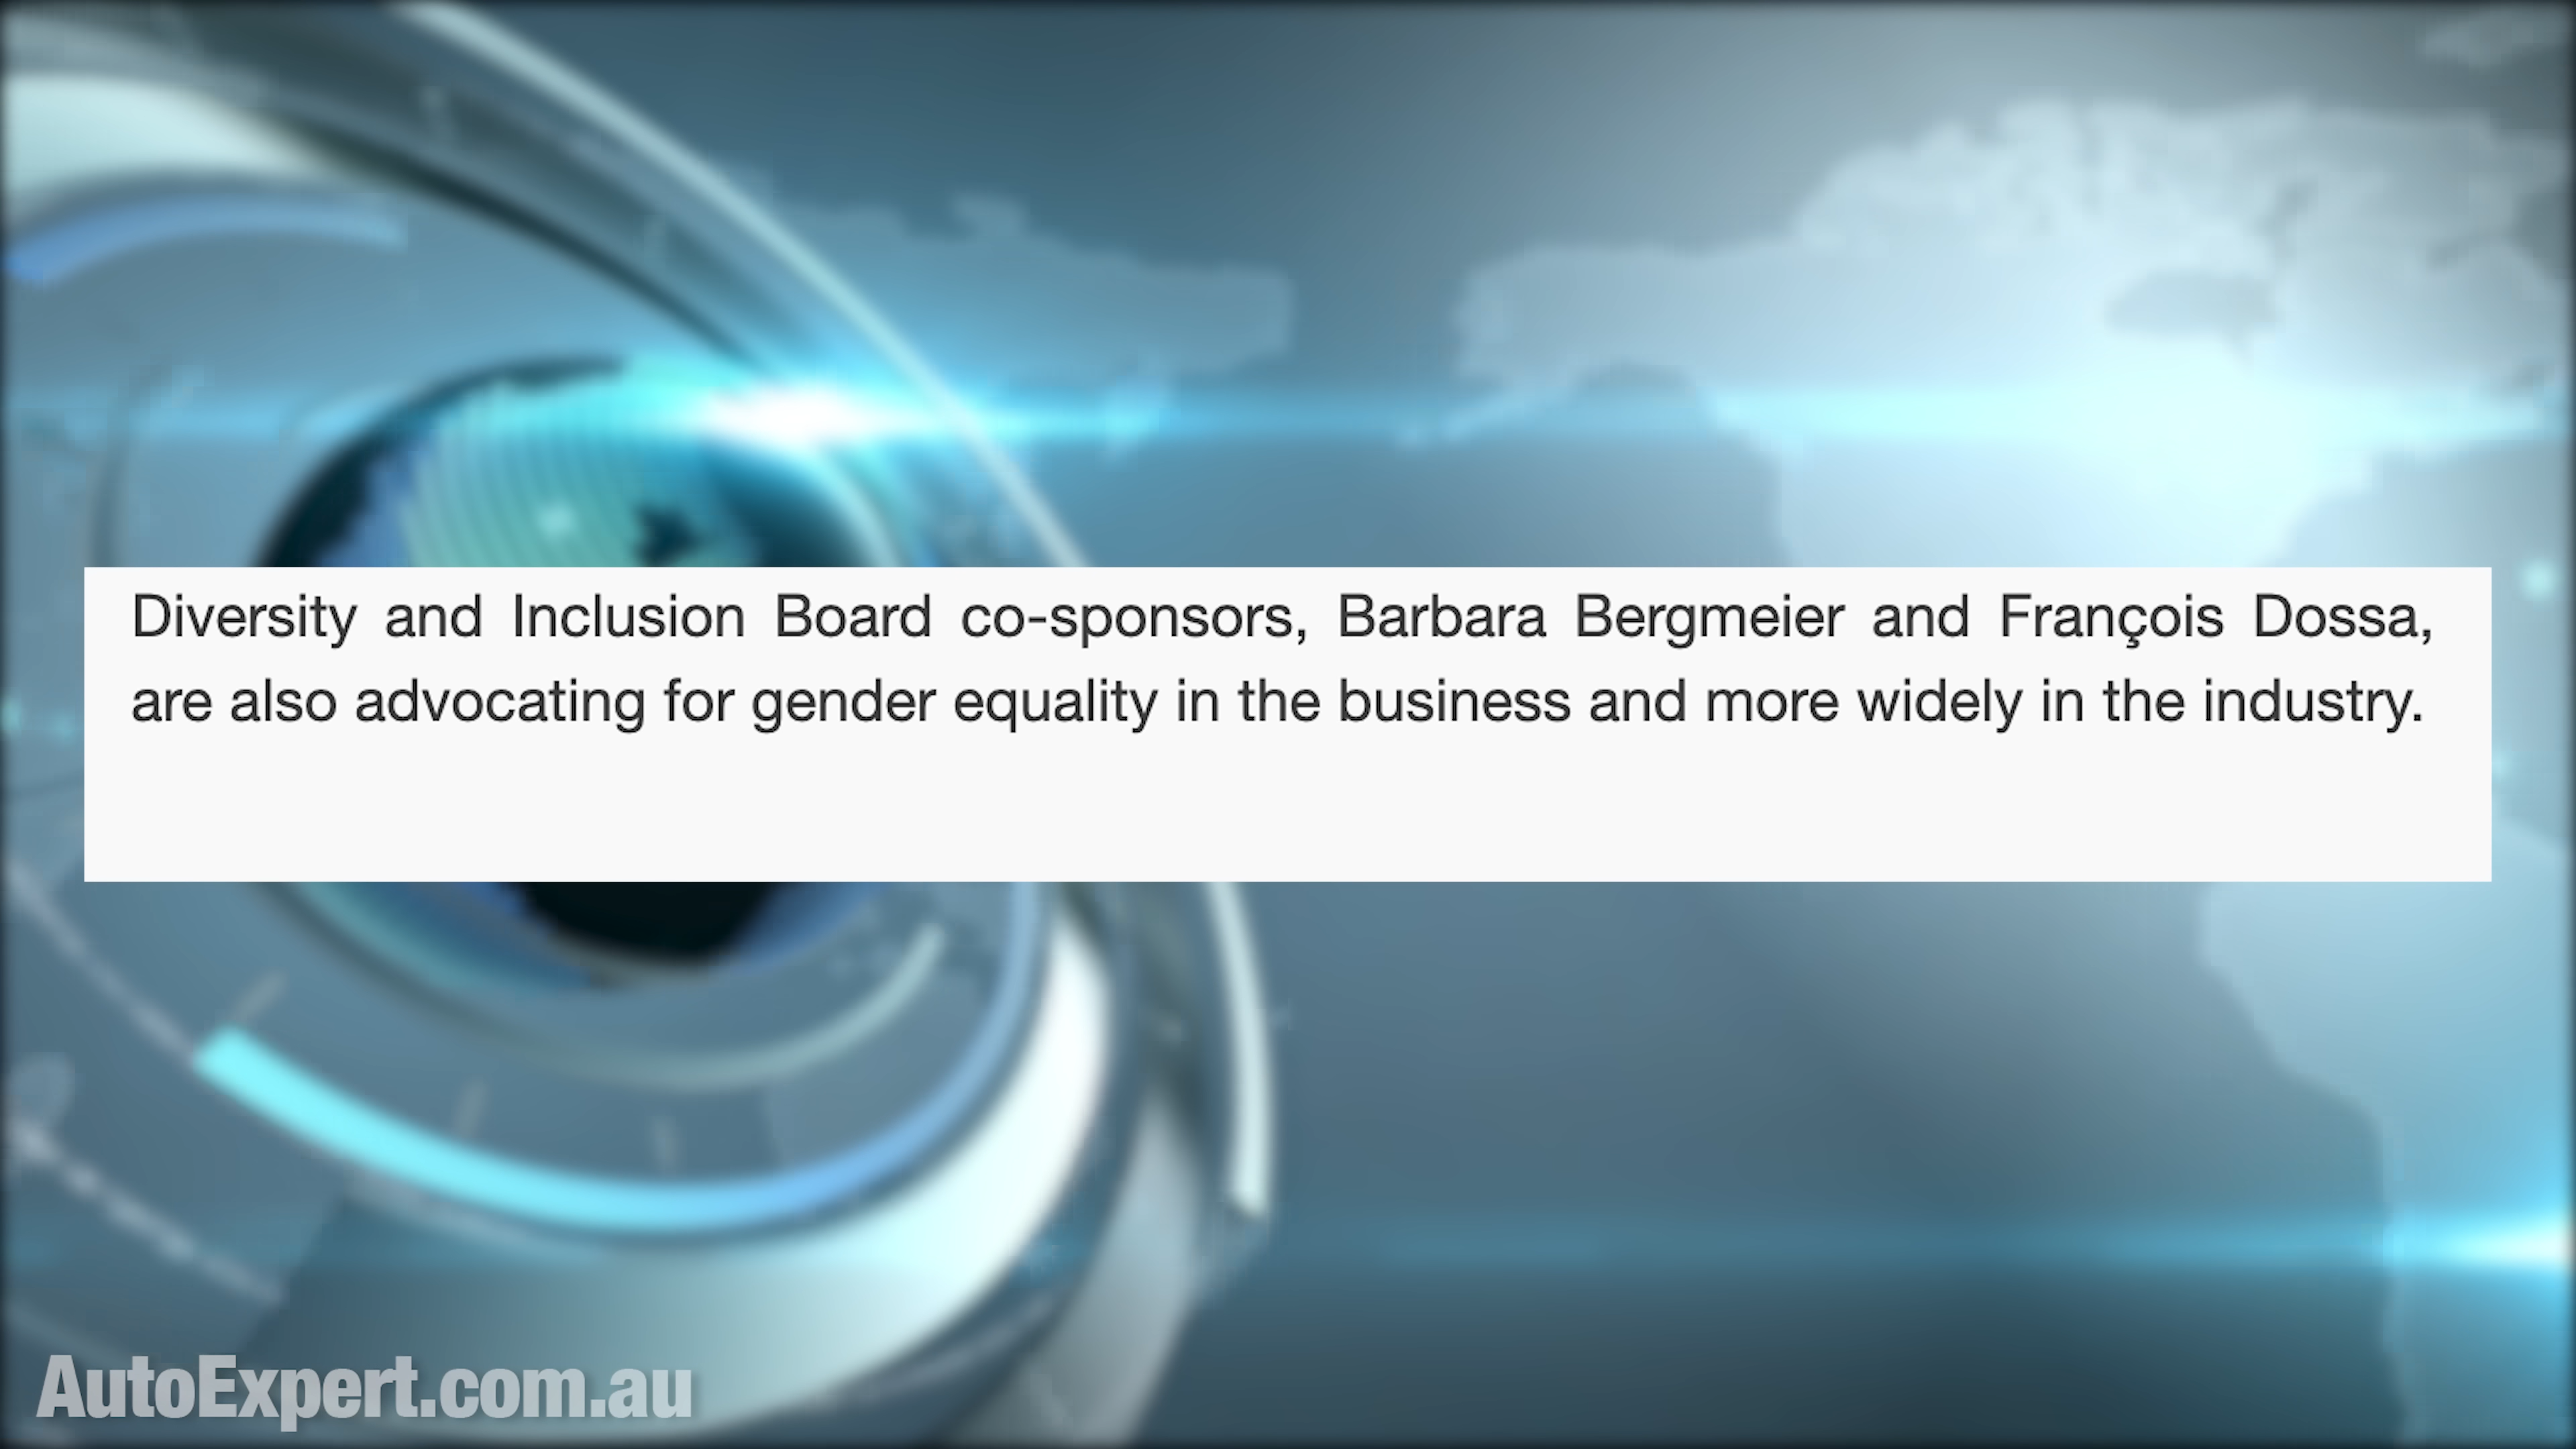 Diversity and Inclusion Board co-sponsors, Barbara Bergmeier and François Dossa,
are also advocating for gender equality in the business and more widely in the industry.
AutoExpert.com.au